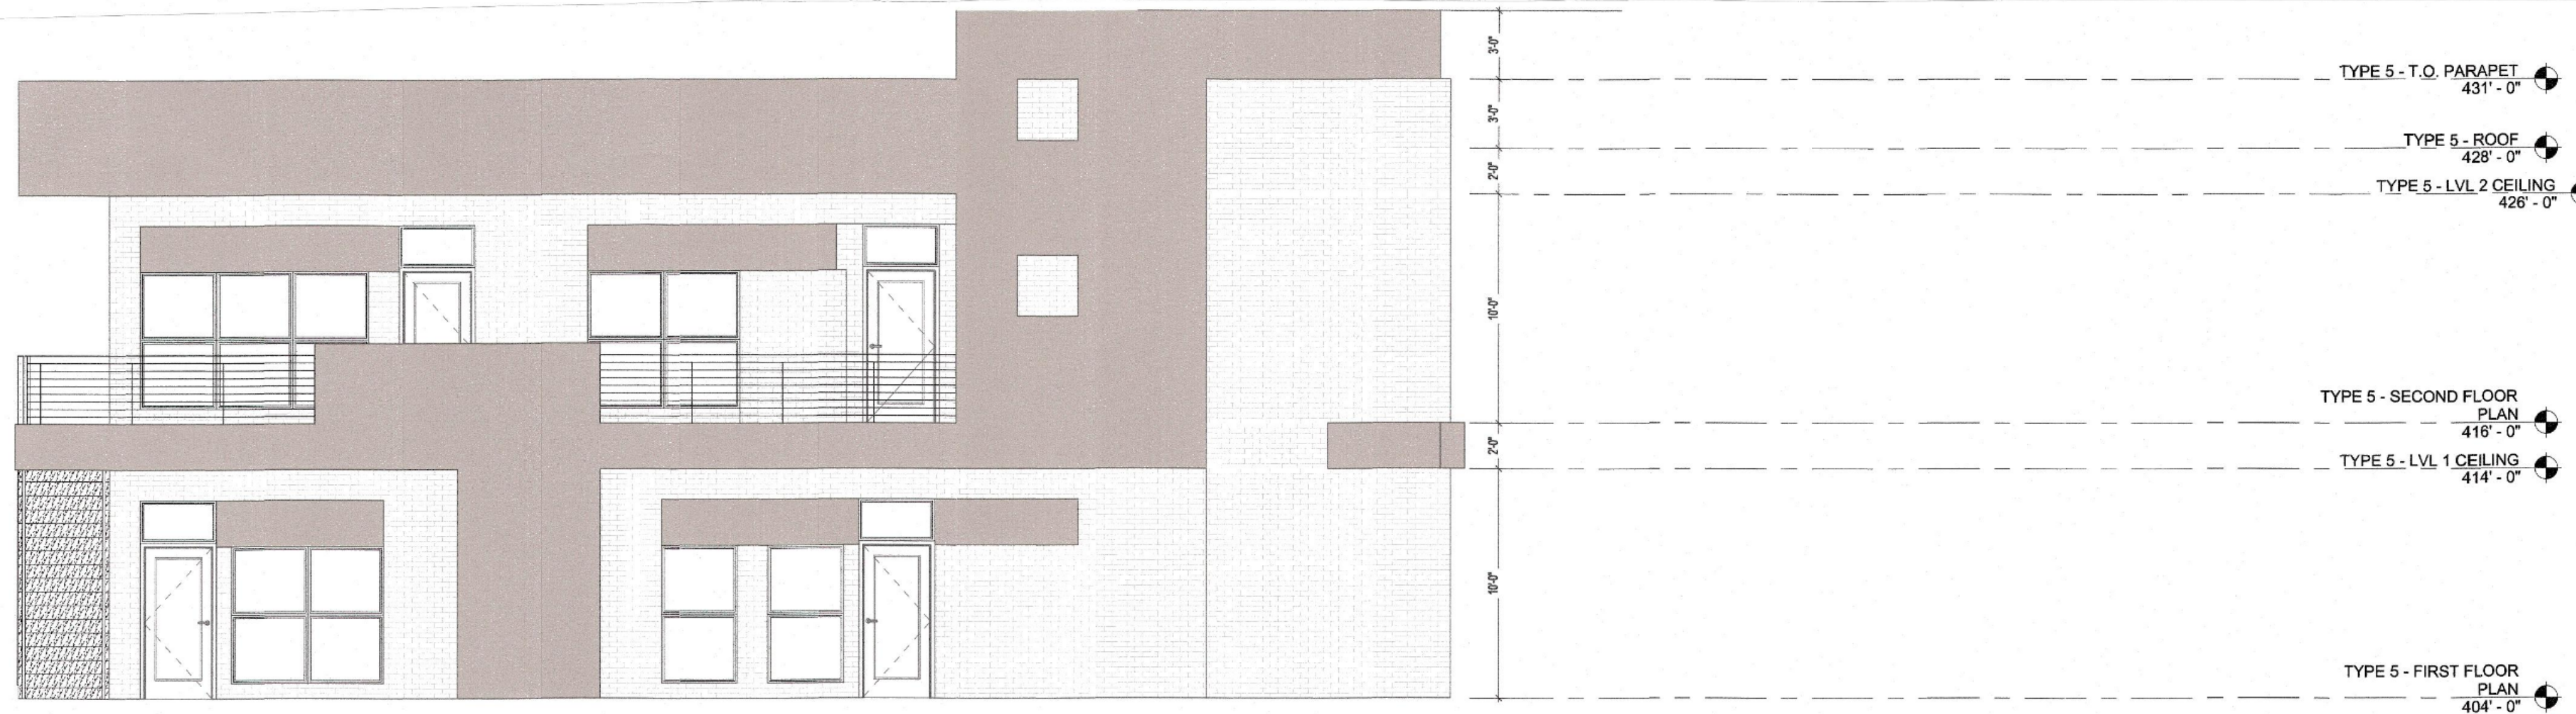 3'-0"
TYPE 5 - T.O. PARAPET
431' - 0"
3'-0"
TYPE 5 - ROOF
428' - 0"
2'-0"
TYPE 5 - LVL 2 CEILING
426' - 0"
10'-0"
TYPE 5 - SECOND FLOOR
PLAN
416' - 0"
2'-0"
TYPE 5 - LVL 1 CEILING
414' - 0"
10'-0"
TYPE 5 - FIRST FLOOR
PLAN
404' - 0"